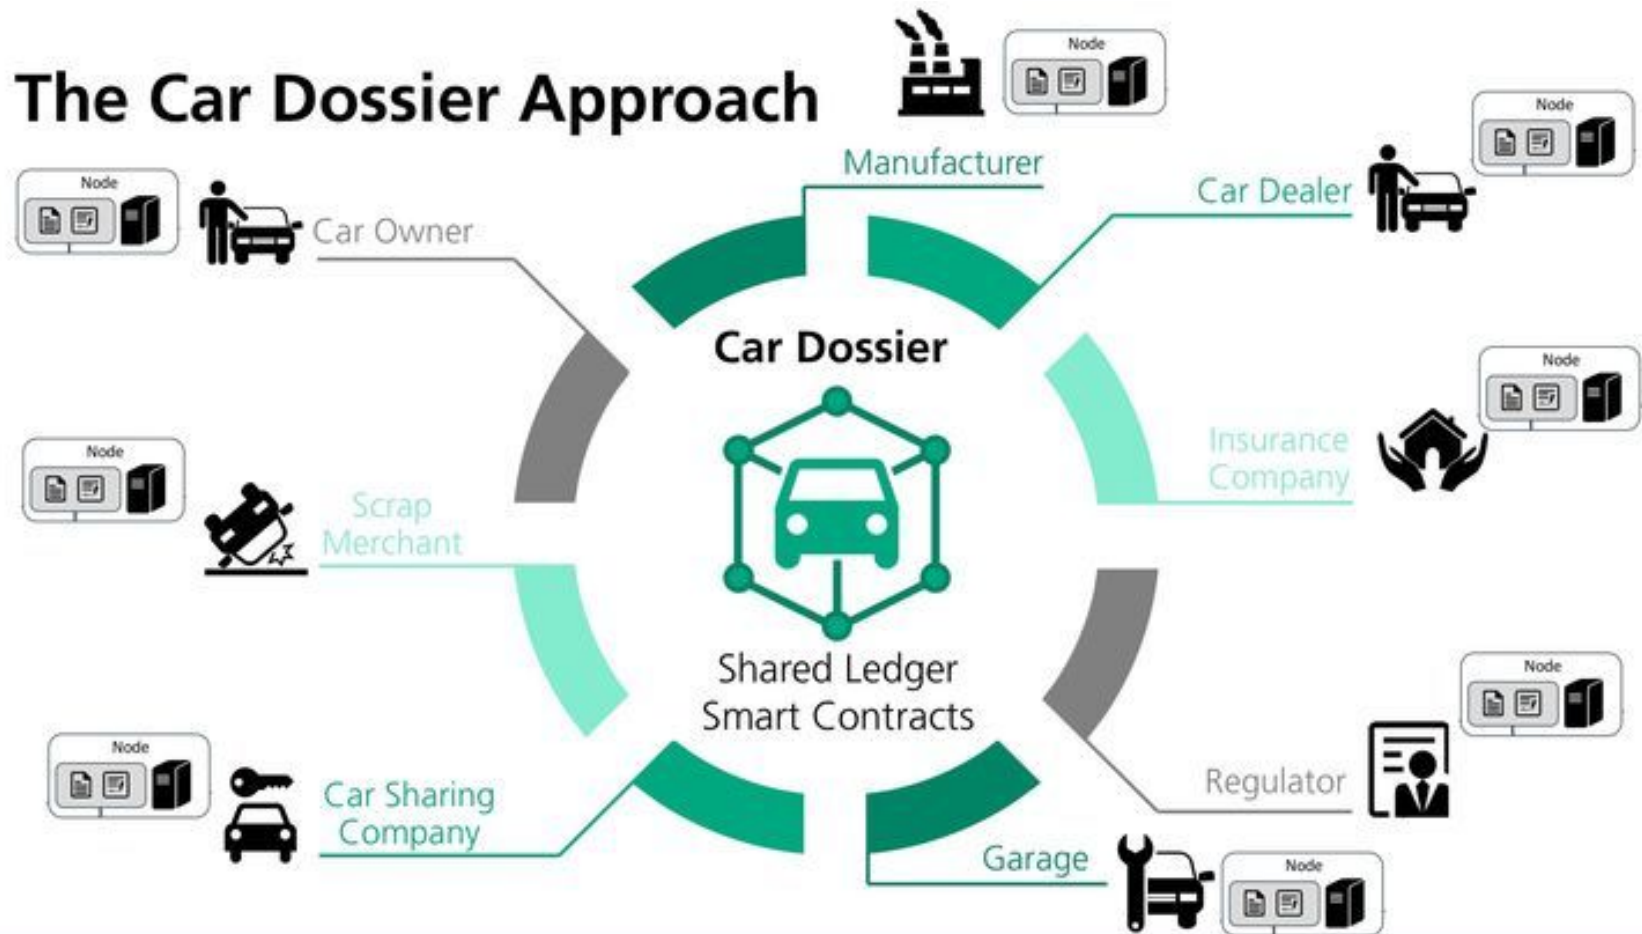 The Car Dossier Approach
Node
Manufacturer
Node
Car Dealer
Node
Insurance
Company
Node
Regulator
Node
Garage
Node
Car Sharing
Company
Node
Scrap
Merchant
Node
Car Owner
Car Dossier
Shared Ledger
Smart Contracts